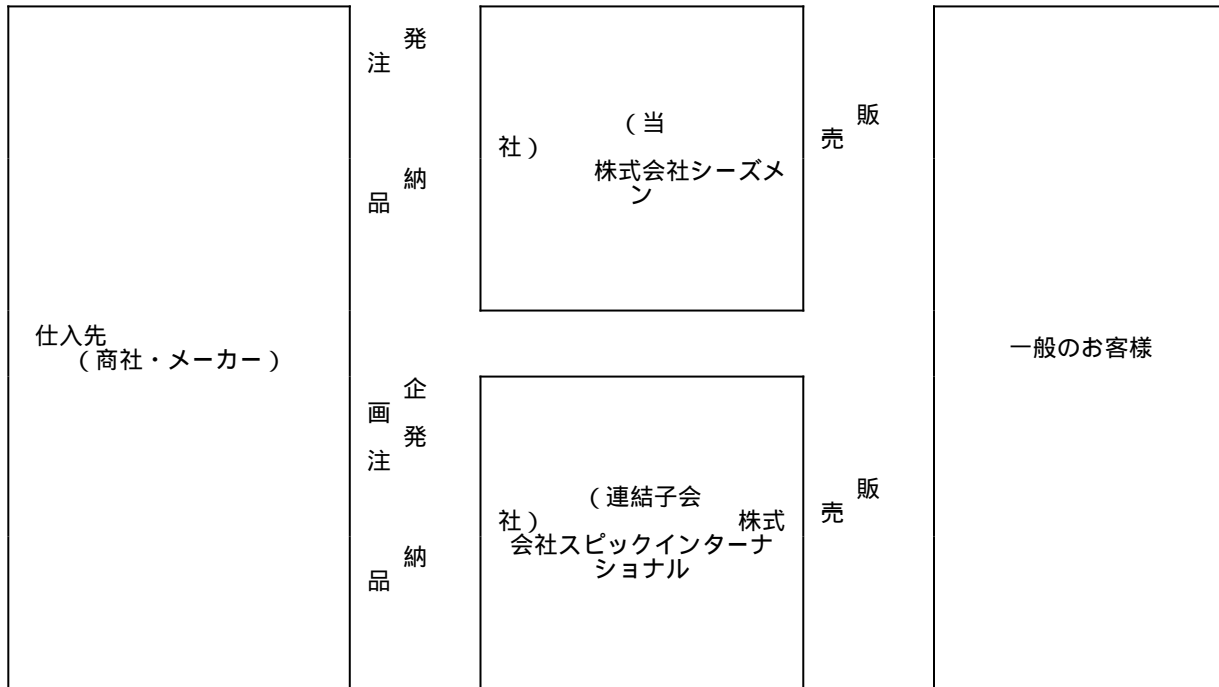 仕入先
(商社・メーカー)
発
注
納
品
企
画
発
注
納
品
(当
社)
株式会社シーズメ
ン
(連結子会
社) 株式
会社スピックインターナ
ショナル
販
売
販
売
一般のお客様